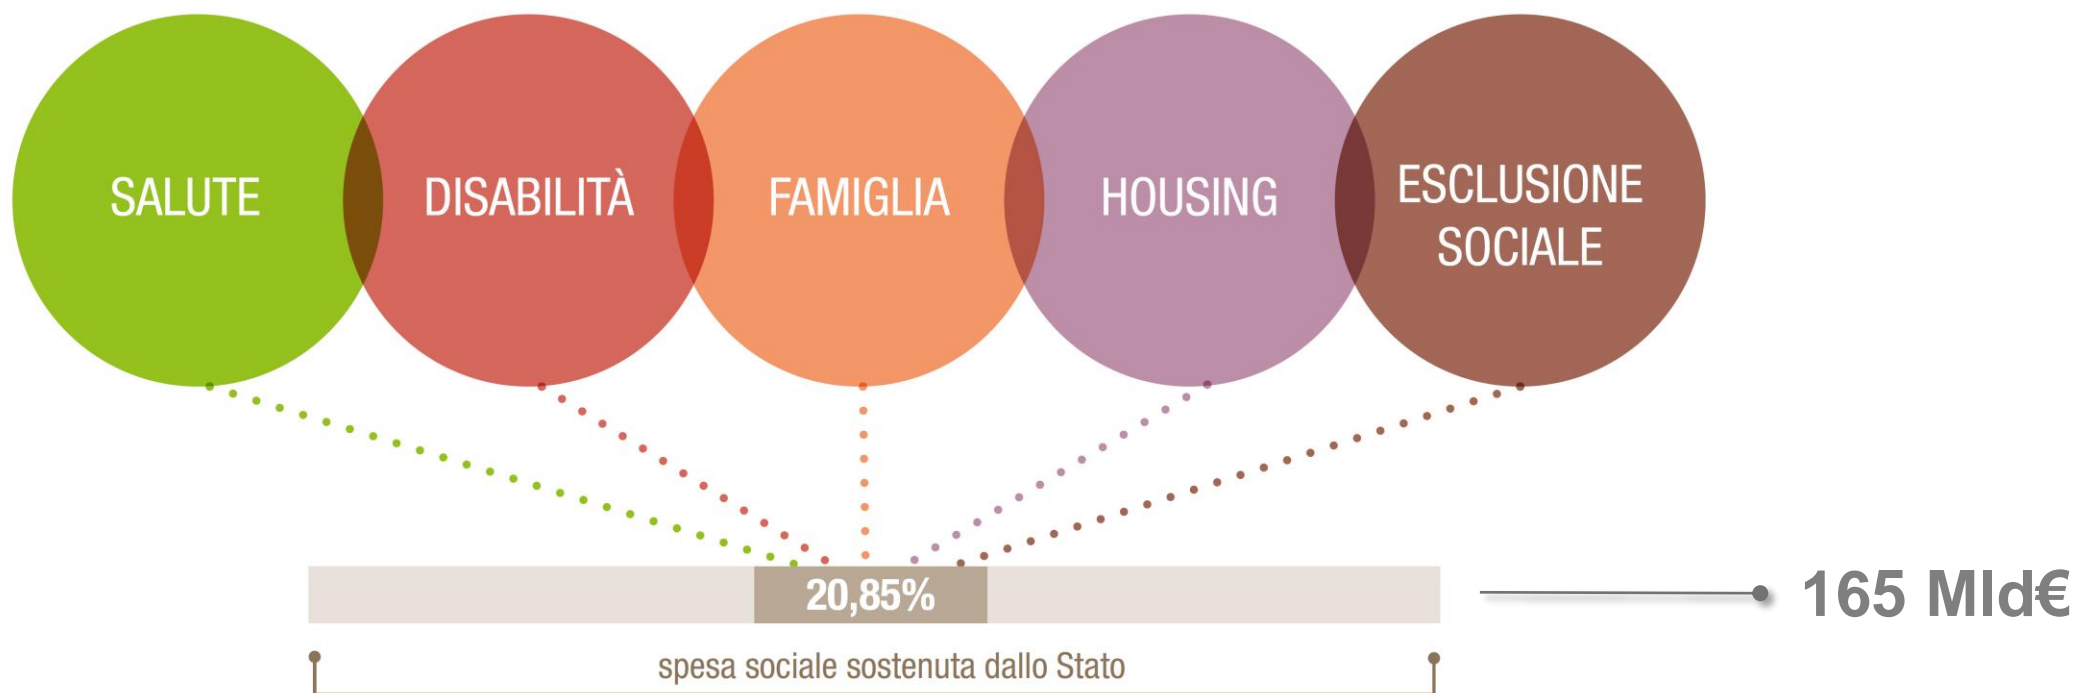 SALUTE
DISABILITÀ
FAMIGLIA
HOUSING
ESCLUSIONE
SOCIALE
20,85%
165 Mld€
spesa sociale sostenuta dallo Stato